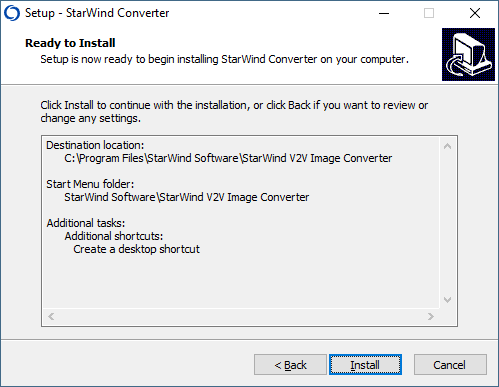 Setup - StarWind Converter
Ready to Install
Setup is now ready to begin installing StarWind Converter on your computer.
Click Install to continue with the installation, or click Back if you want to review or
change any settings.
Destination location:
C:\Program Files\StarWind Software\StarWind V2V Image Converter
Start Menu folder:
StarWind Software\StarWind V2V Image Converter
Additional tasks:
Additional shortcuts:
Create a desktop shortcut
< Back
Install
Cancel